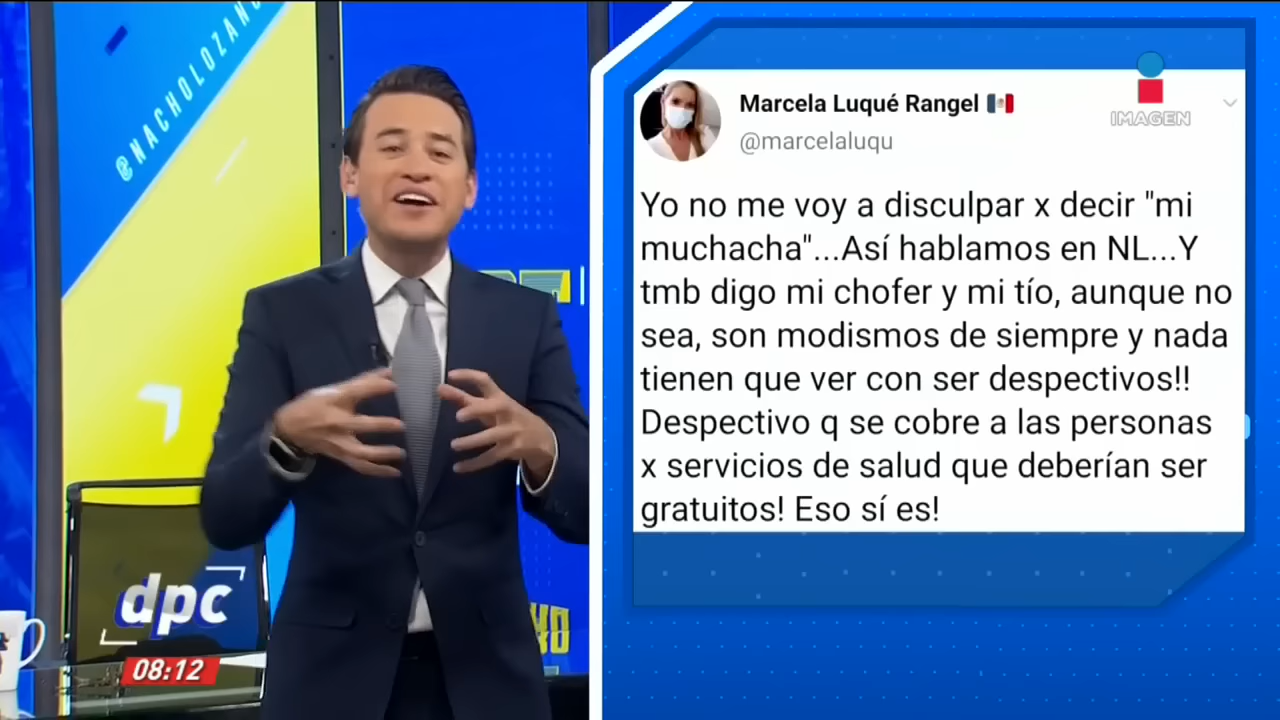 @NACHOLOZANO
IMAGEN
Marcela Luqué Rangel
@marcelaluqu
Yo no me voy a disculpar x decir "mi
muchacha"...Así hablamos en NL...Y
tmb digo mi chofer y mi tío, aunque no
sea, son modismos de siempre y nada
tienen que ver con ser despectivos!!
Despectivo q se cobre a las personas
x servicios de salud que deberían ser
gratuitos! Eso sí es!
dpc
08:12